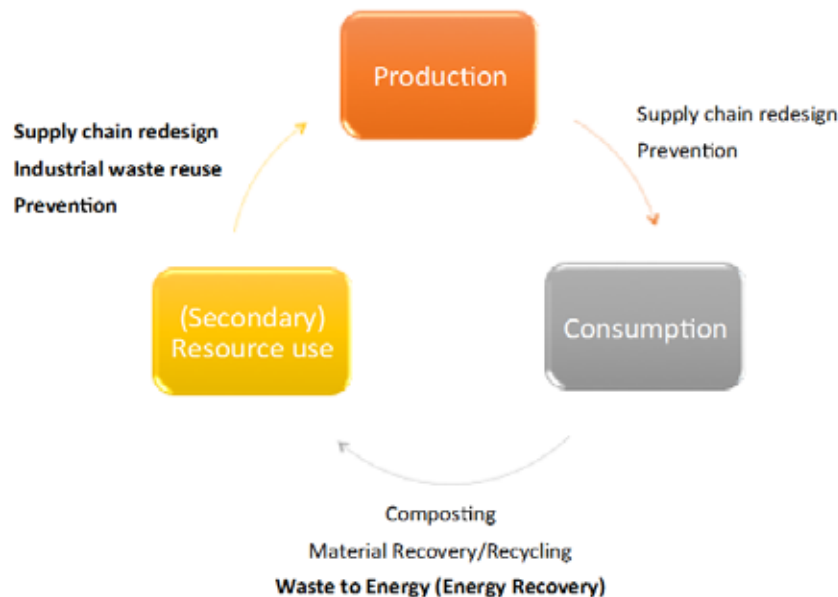 Production
Supply chain redesign
Prevention
Consumption
Composting
Material Recovery/Recycling
Waste to Energy (Energy Recovery)
(Secondary)
Resource use
Supply chain redesign
Industrial waste reuse
Prevention